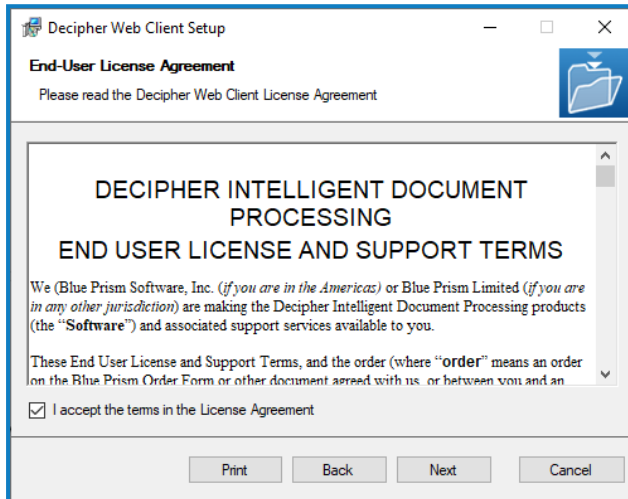 Decipher Web Client Setup
End-User License Agreement
Please read the Decipher Web Client License Agreement
DECIPHER INTELLIGENT DOCUMENT
PROCESSING
END USER LICENSE AND SUPPORT TERMS
We (Blue Prism Software, Inc. (if you are in the Americas) or Blue Prism Limited (if you are
in any other jurisdiction) are making the Decipher Intelligent Document Processing products
(the “Software”) and associated support services available to you.
These End User License and Support Terms, and the order (where “order” means an order
on the Blue Prism Order Form or other document agreed with us, or between you and an
I accept the terms in the License Agreement
Print Back Next Cancel